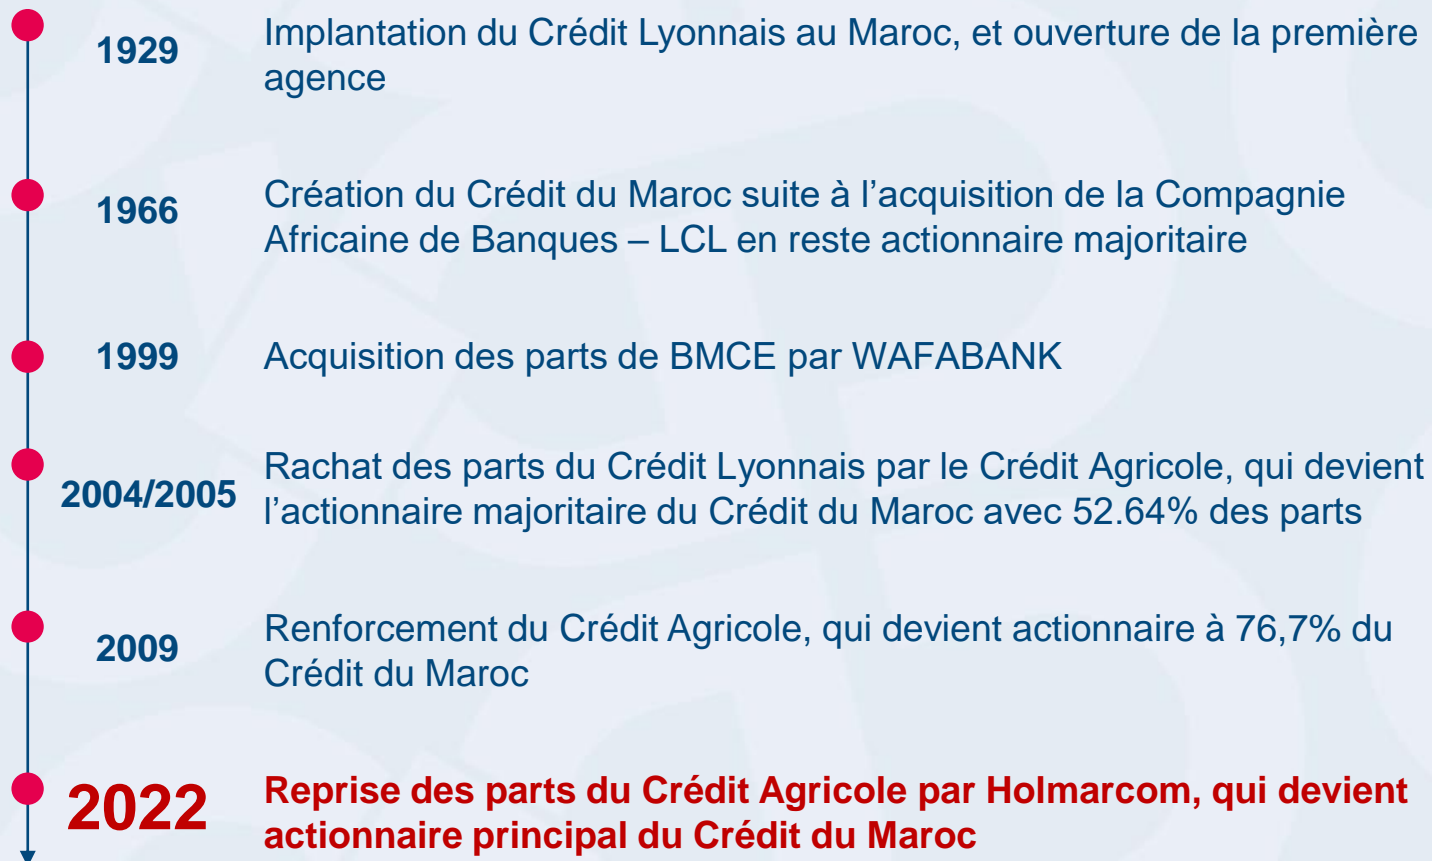 1929
Implantation du Crédit Lyonnais au Maroc, et ouverture de la première
agence
1966
Création du Crédit du Maroc suite à l’acquisition de la Compagnie
Africaine de Banques – LCL en reste actionnaire majoritaire
1999
Acquisition des parts de BMCE par WAFABANK
2004/2005
Rachat des parts du Crédit Lyonnais par le Crédit Agricole, qui devient
l’actionnaire majoritaire du Crédit du Maroc avec 52.64% des parts
2009
Renforcement du Crédit Agricole, qui devient actionnaire à 76,7% du
Crédit du Maroc
2022
Reprise des parts du Crédit Agricole par Holmarcom, qui devient
actionnaire principal du Crédit du Maroc